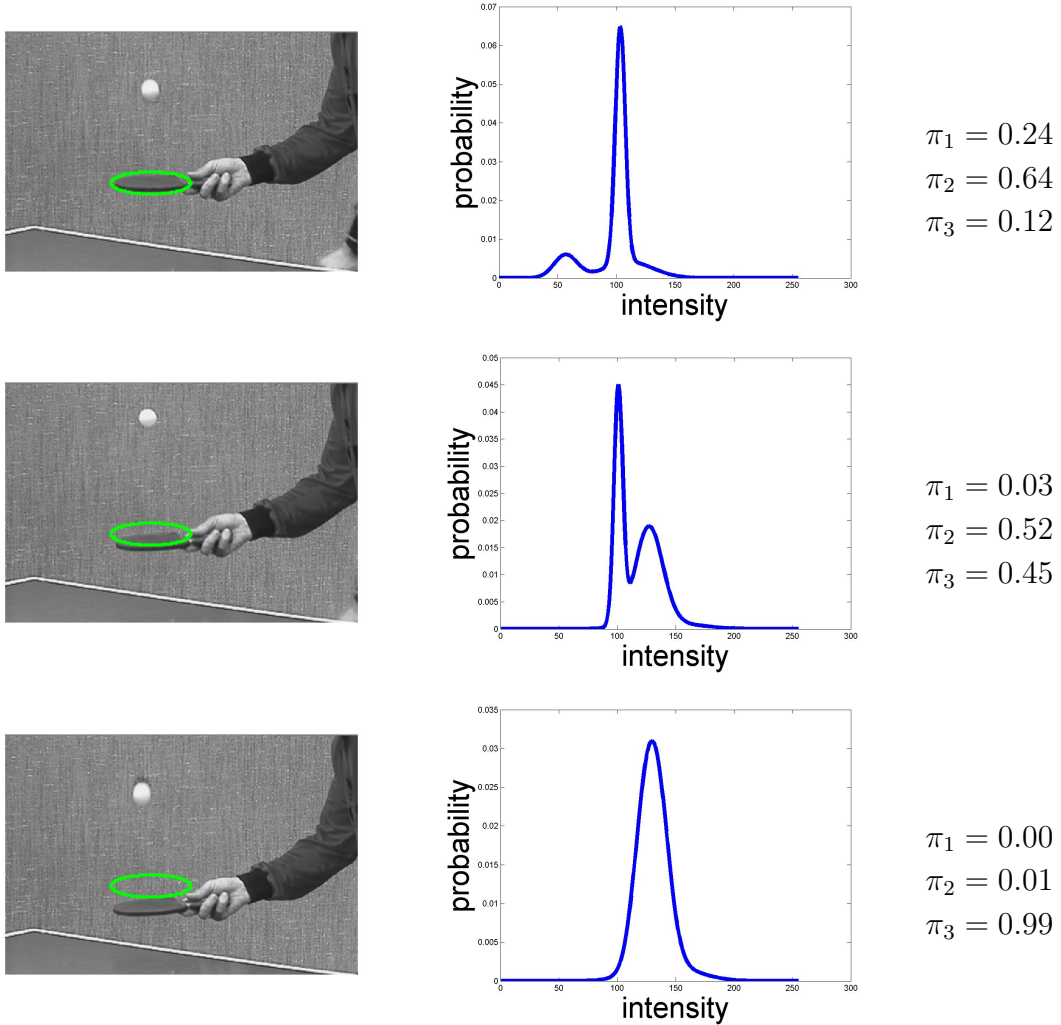 0.07
0.06
0.05
0.04
0.03
0.02
0.01
0
probability
0 50 100 150 200 250 300
intensity
π₁ = 0.24
π₂ = 0.64
π₃ = 0.12
0.05
0.045
0.04
0.035
0.03
0.025
0.02
0.015
0.01
0.005
0
probability
0 50 100 150 200 250 300
intensity
π₁ = 0.03
π₂ = 0.52
π₃ = 0.45
0.035
0.03
0.025
0.02
0.015
0.01
0.005
0
probability
0 50 100 150 200 250 300
intensity
π₁ = 0.00
π₂ = 0.01
π₃ = 0.99